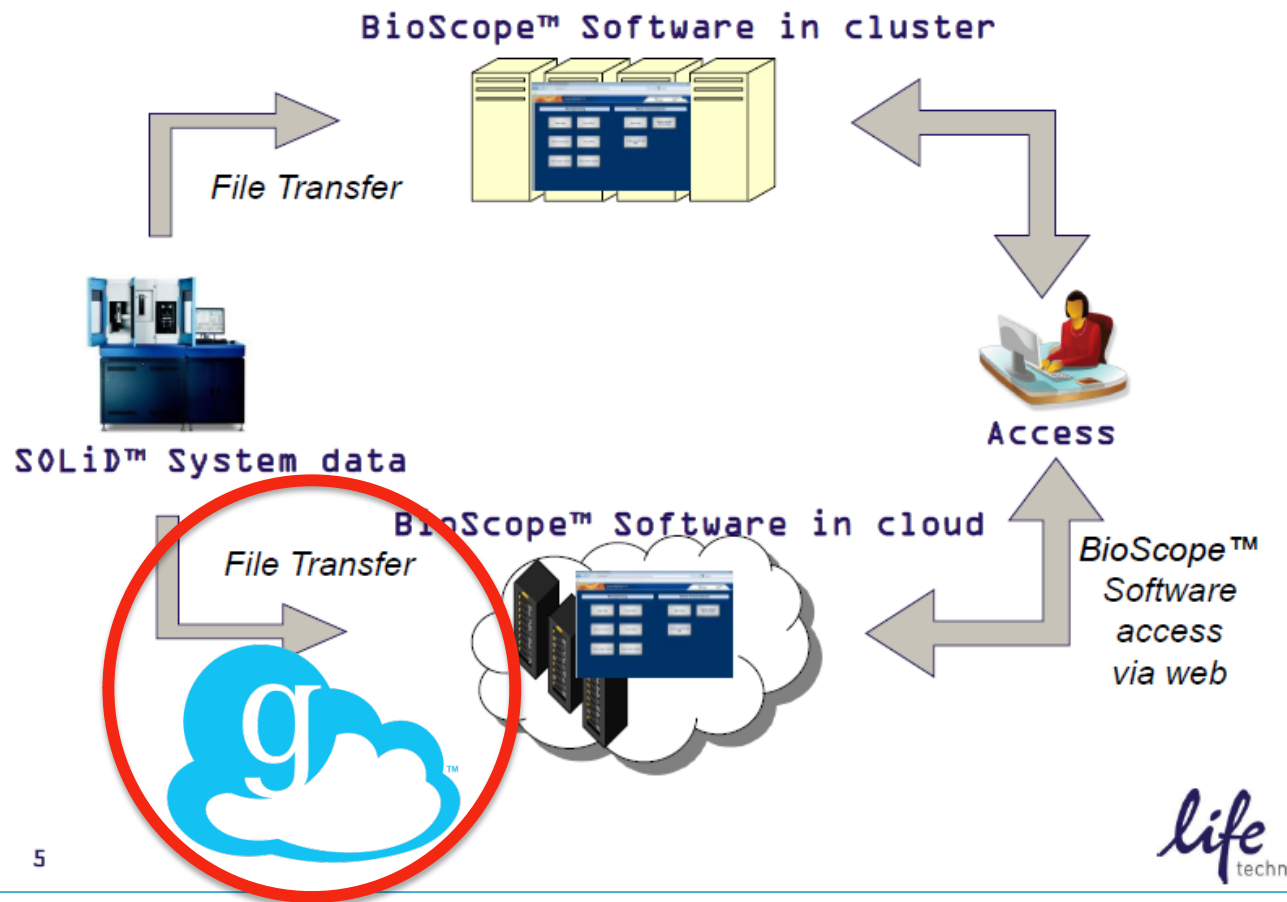 BioScope™ Software in cluster
File Transfer
SOLiD™ System data
Access
BioScope™ Software in cloud
File Transfer
BioScope™
Software
access
via web
g
™
5
life
techn